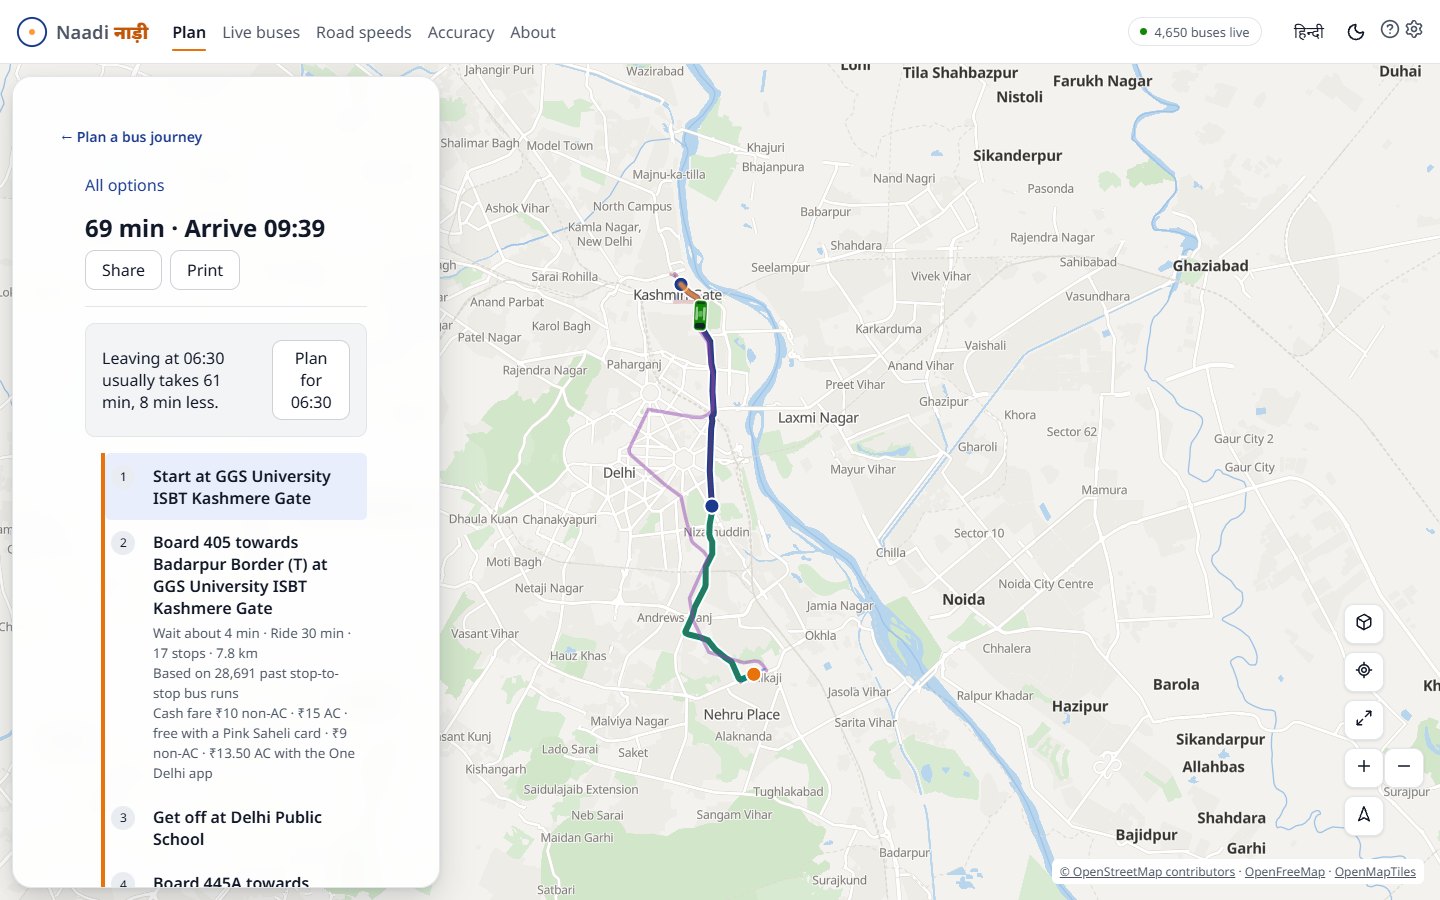 Naadi नाड़ी
Plan
Live buses
Road speeds
Accuracy
About
4,650 buses live
हिन्दी
← Plan a bus journey
All options
69 min · Arrive 09:39
Share
Print
Leaving at 06:30
usually takes 61
min, 8 min less.
Plan
for
06:30
1
Start at GGS University
ISBT Kashmere Gate
2
Board 405 towards
Badarpur Border (T) at
GGS University ISBT
Kashmere Gate
Wait about 4 min · Ride 30 min ·
17 stops · 7.8 km
Based on 28,691 past stop-to-
stop bus runs
Cash fare ₹10 non-AC · ₹15 AC ·
free with a Pink Saheli card · ₹9
non-AC · ₹13.50 AC with the One
Delhi app
3
Get off at Delhi Public
School
4
Board 445A towards
Jahangir Puri
Wazirabad
Loni
Tila Shahbazpur
Farukh Nagar
Duhai
Nistoli
Shalimar Bagh
Model Town
Khajuri
Bhajanpura
Sikanderpur
Majnu-ka-tilla
Nand Nagri
Pasonda
Ashok Vihar
North Campus
Babarpur
Kamla Nagar,
New Delhi
Shahdara
Rajendra Nagar
Sarai Rohilla
Seelampur
Vivek Vihar
Sahibabad
Ghaziabad
Anand Parbat
Vasundhara
Patel Nagar
Karol Bagh
Karkarduma
Vaishali
Rajendra Nagar
Paharganj
Anand Vihar
Preet Vihar
Ghazipur
Laxmi Nagar
Khora
Sector 62
Gaur City 2
Gharoli
Gaur City
Delhi
Mayur Vihar
Mamura
Dhaula Kuan
Chanakyapuri
Sector 10
Chilla
Moti Bagh
Netaji Nagar
Noida City Centre
Noida
Jamia Nagar
Vasant Vihar
Okhla
Hauz Khas
Chhalera
Barola
Jasola Vihar
Ralpur Khadar
Hazipur
Nehru Place
Malviya Nagar
Sarita Vihar
Alaknanda
Lado Sarai
Saket
Sikandarpur
Kishangarh
Allahbas
Saidulajaib Extension
Tughlakabad
Surajpur
Neb Sarai
Sangam Vihar
Shahdara
Maidan Garhi
Bajidpur
Garhi
Badarpur
Surajkund
Satbari
© OpenStreetMap contributors · OpenFreeMap · OpenMapTiles